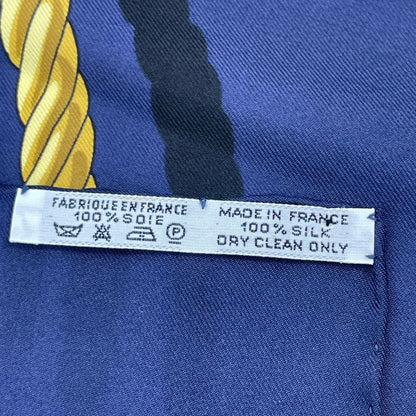 FABRIQUE EN FRANCE
100% SOIE
MADE IN FRANCE
100% SILK
DRY CLEAN ONLY
P